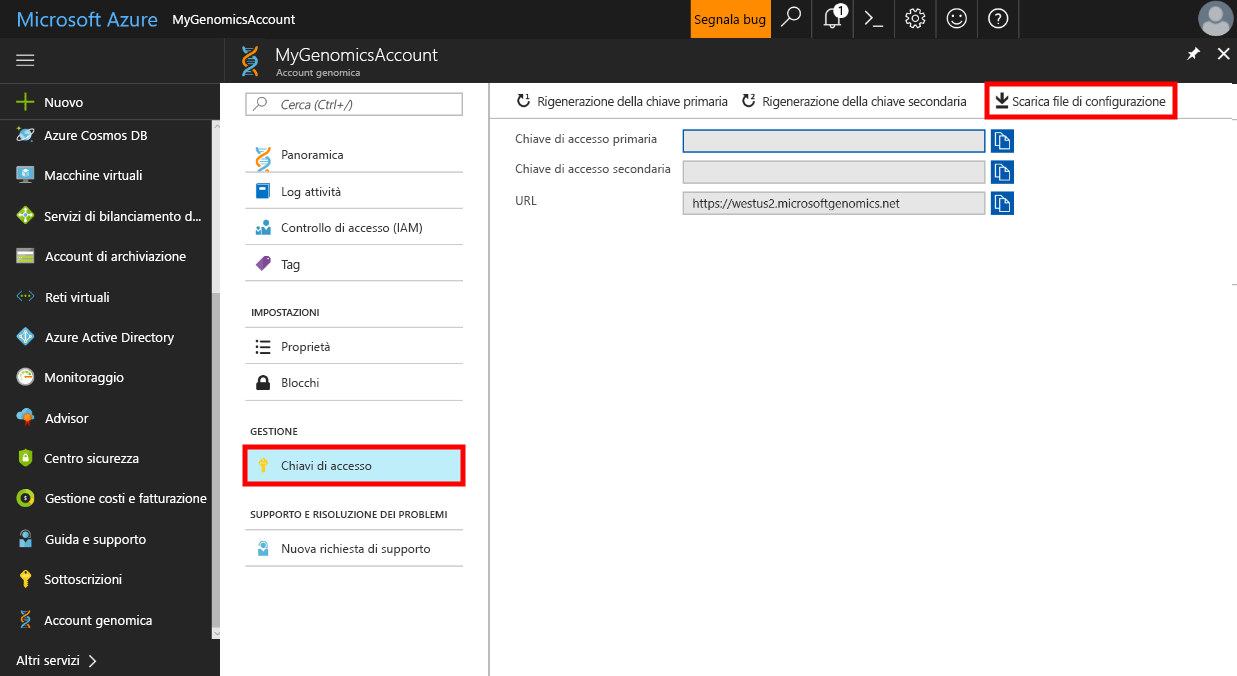 Microsoft Azure MyGenomicsAccount
Segnala bug
1
MyGenomicsAccount
Account genomica
Nuovo
Azure Cosmos DB
Macchine virtuali
Servizi di bilanciamento d...
Account di archiviazione
Reti virtuali
Azure Active Directory
Monitoraggio
Advisor
Centro sicurezza
Gestione costi e fatturazione
Guida e supporto
Sottoscrizioni
Account genomica
Altri servizi
Cerca (Ctrl+/)
Panoramica
Log attività
Controllo di accesso (IAM)
Tag
IMPOSTAZIONI
Proprietà
Blocchi
GESTIONE
Chiavi di accesso
SUPPORTO E RISOLUZIONE DEI PROBLEMI
Nuova richiesta di supporto
1 Rigenerazione della chiave primaria 2 Rigenerazione della chiave secondaria Scarica file di configurazione
Chiave di accesso primaria
Chiave di accesso secondaria
URL https://westus2.microsoftgenomics.net